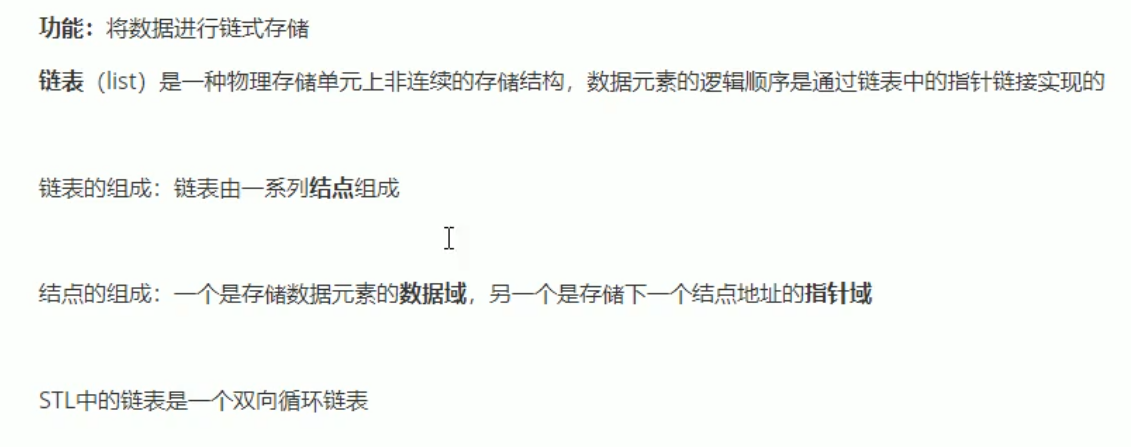 功能：将数据进行链式存储
链表（list）是一种物理存储单元上非连续的存储结构，数据元素的逻辑顺序是通过链表中的指针链接实现的
链表的组成：链表由一系列结点组成
结点的组成：一个是存储数据元素的数据域，另一个是存储下一个结点地址的指针域
STL中的链表是一个双向循环链表